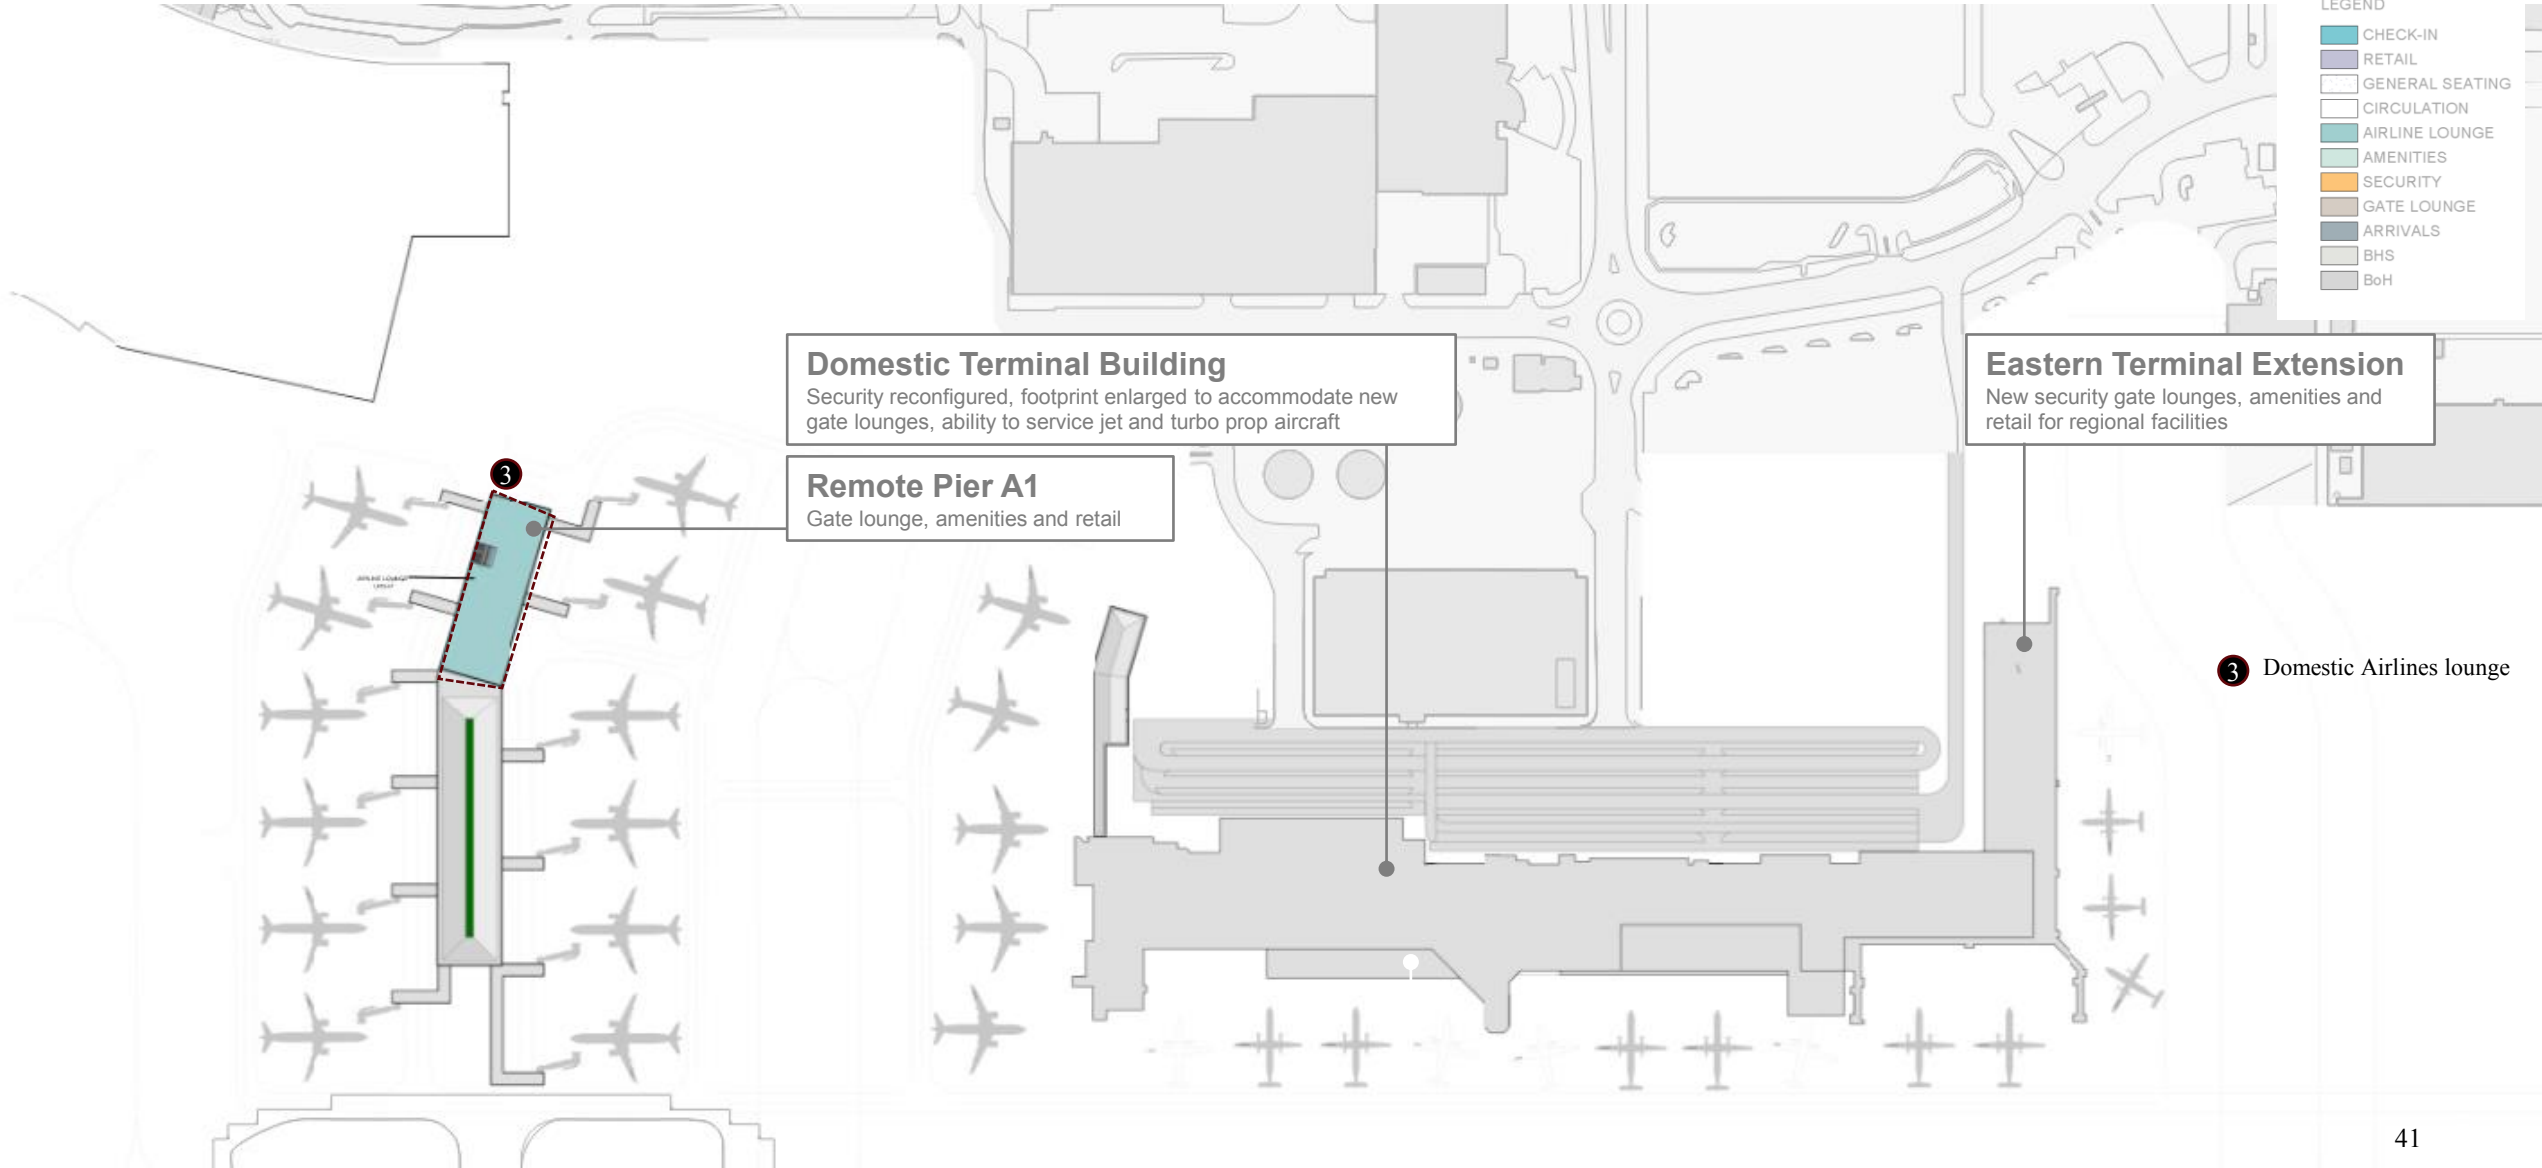 LEGEND
CHECK-IN
RETAIL
GENERAL SEATING
CIRCULATION
AIRLINE LOUNGE
AMENITIES
SECURITY
GATE LOUNGE
ARRIVALS
BHS
BoH
Domestic Terminal Building
Security reconfigured, footprint enlarged to accommodate new
gate lounges, ability to service jet and turbo prop aircraft
Eastern Terminal Extension
New security gate lounges, amenities and
retail for regional facilities
3
Remote Pier A1
Gate lounge, amenities and retail
AIRLINE LOUNGE
3 Domestic Airlines lounge
41